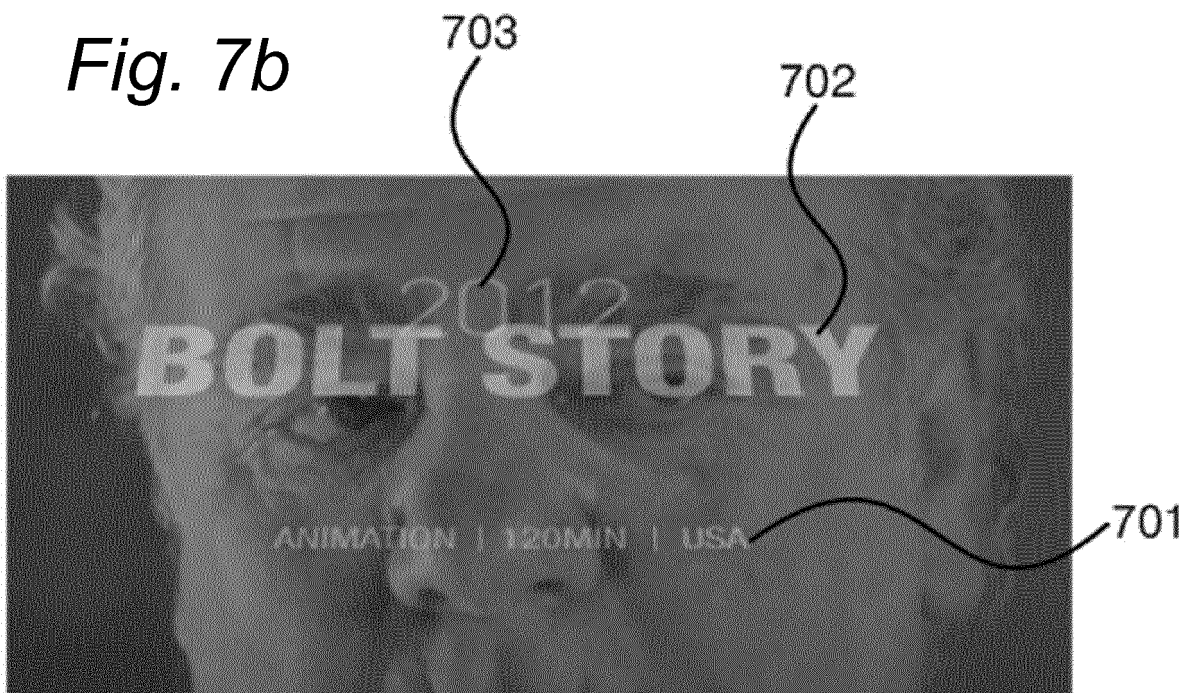 Fig. 7b
703
702
2012
BOLT STORY
ANIMATION | 120MIN | USA
701